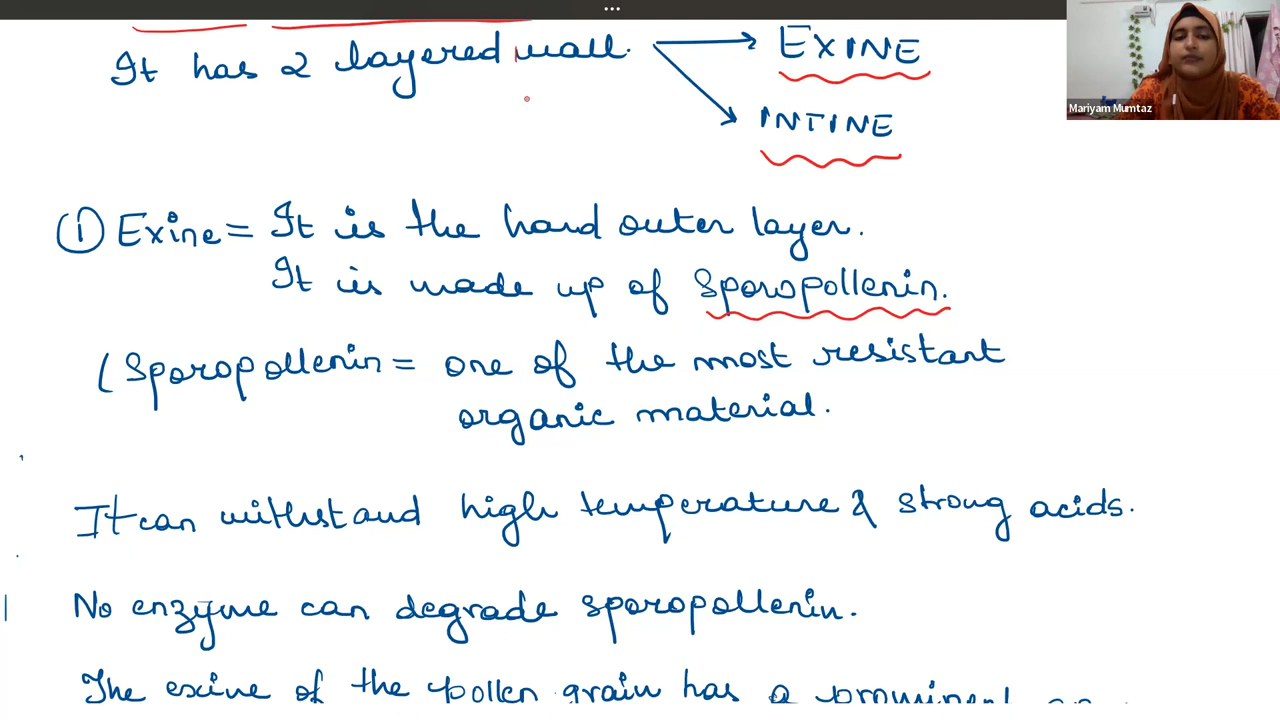 It has 2 layered wall.
EXINE
INTINE
Mariyam Mumtaz
① Exine = It is the hard outer layer.
It is made up of Sporopollenin.
(Sporopollenin = one of the most resistant
organic material.
It can withstand high temperature & strong acids.
No enzyme can degrade sporopollenin.
The exine of the pollen grain has a prominent